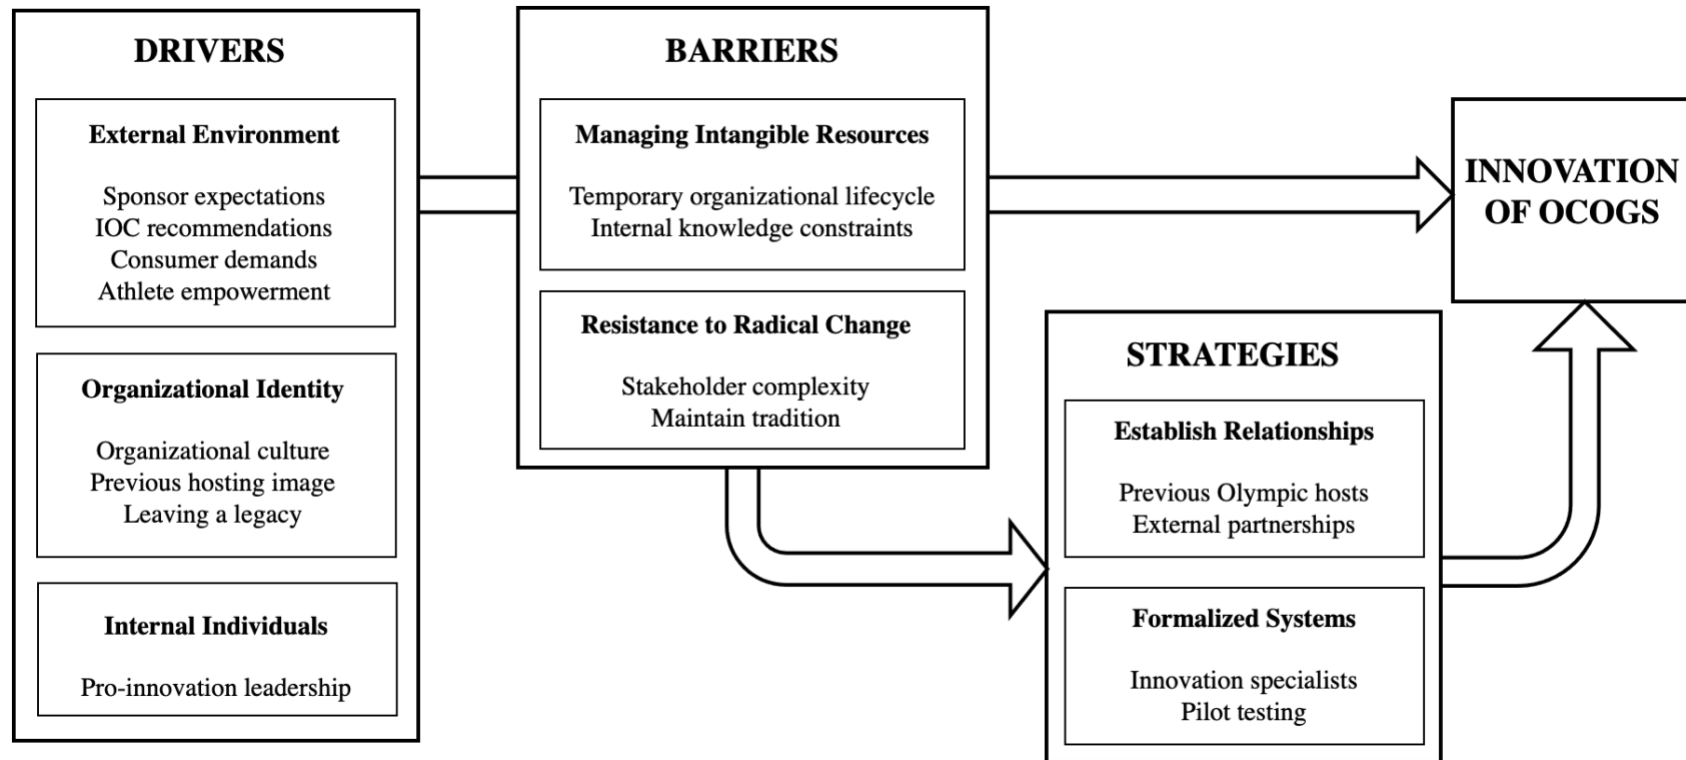 DRIVERS
External Environment
Sponsor expectations
IOC recommendations
Consumer demands
Athlete empowerment
Organizational Identity
Organizational culture
Previous hosting image
Leaving a legacy
Internal Individuals
Pro-innovation leadership
BARRIERS
Managing Intangible Resources
Temporary organizational lifecycle
Internal knowledge constraints
Resistance to Radical Change
Stakeholder complexity
Maintain tradition
STRATEGIES
Establish Relationships
Previous Olympic hosts
External partnerships
Formalized Systems
Innovation specialists
Pilot testing
INNOVATION
OF OCOGS